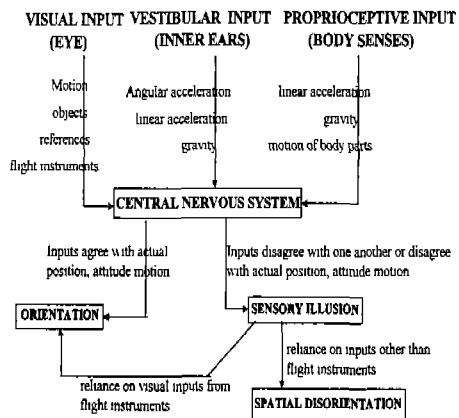 VISUAL INPUT
(EYE)
VESTIBULAR INPUT
(INNER EARS)
PROPRIOCEPTIVE INPUT
(BODY SENSES)
Motion
objects
references
flight instruments
Angular acceleration
linear acceleration
gravity
linear acceleration
gravity
motion of body parts
CENTRAL NERVOUS SYSTEM
Inputs agree with actual
position, attitude motion
Inputs disagree with one another or disagree
with actual position, attitude motion
ORIENTATION
SENSORY ILLUSION
reliance on visual inputs from
flight instruments
reliance on inputs other than
flight instruments
SPATIAL DISORIENTATION